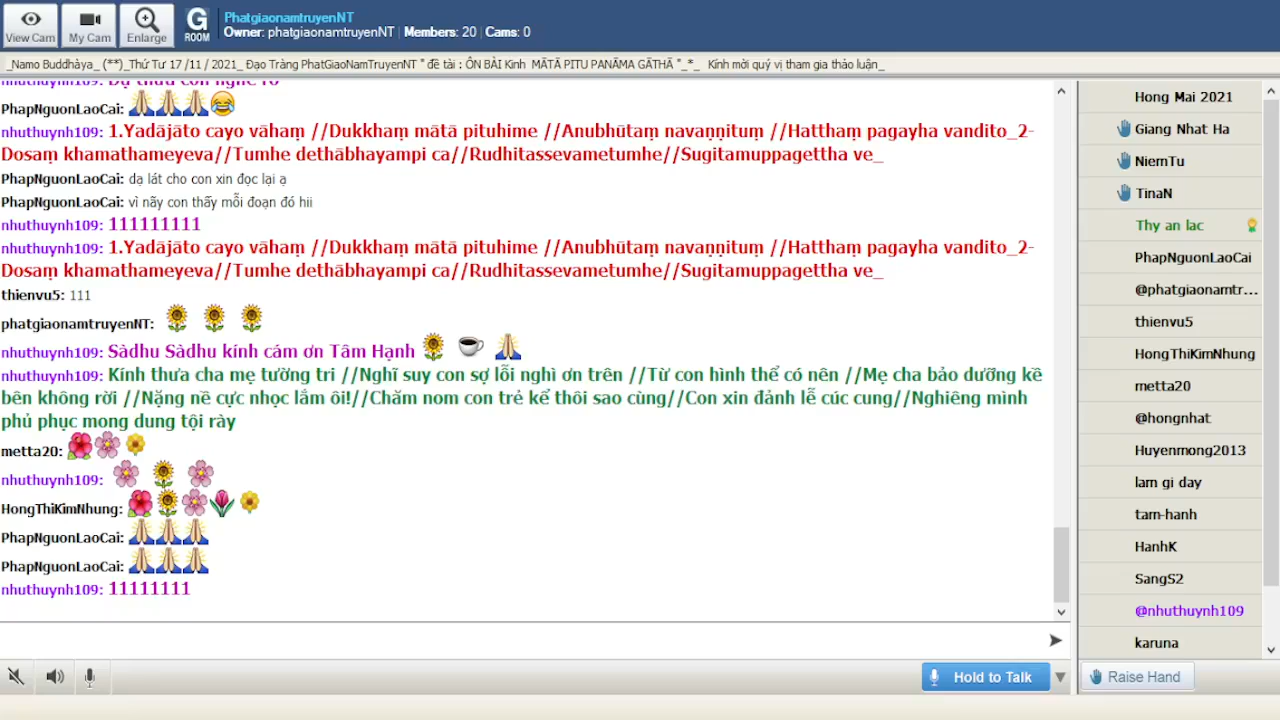 View Cam
My Cam
Enlarge
G
ROOM
PhatgiaonamtruyenNT
Owner: phatgiaonamtruyenNT | Members: 20 | Cams: 0
_Namo Buddhàya_ (**)_Thứ Tư 17 /11 / 2021_ Đạo Tràng PhatGiaoNamTruyenNT " đề tài : ÔN BÀI Kinh MĀTĀ PITU PANĀMA GĀTHĀ "_*_ Kính mời quý vị tham gia thảo luận_
nhuthuynh109: Dạ thưa con nghe rõ
PhapNguonLaoCai: 🙏🙏🙏😂
nhuthuynh109: 1.Yadājāto cayo vāhaṃ //Dukkhaṃ mātā pituhime //Anubhūtaṃ navaṇṇituṃ //Hatthaṃ pagayha vandito_2-
Dosaṃ khamathameyeva//Tumhe dethābhayampi ca//Rudhitassevametumhe//Sugitamuppagettha ve_
PhapNguonLaoCai: dạ lát cho con xin đọc lại ạ
PhapNguonLaoCai: vì nãy con thấy mỗi đoạn đó hii
nhuthuynh109: 111111111
nhuthuynh109: 1.Yadājāto cayo vāhaṃ //Dukkhaṃ mātā pituhime //Anubhūtaṃ navaṇṇituṃ //Hatthaṃ pagayha vandito_2-
Dosaṃ khamathameyeva//Tumhe dethābhayampi ca//Rudhitassevametumhe//Sugitamuppagettha ve_
thienvu5: 111
phatgiaonamtruyenNT: 🌻 🌻 🌻
nhuthuynh109: Sàdhu Sàdhu kính cám ơn Tâm Hạnh 🌻 ☕ 🙏
nhuthuynh109: Kính thưa cha mẹ tường tri //Nghĩ suy con sợ lỗi nghì ơn trên //Từ con hình thể có nên //Mẹ cha bảo dưỡng kề
bên không rời //Nặng nề cực nhọc lắm ôi!//Chăm nom con trẻ kể thôi sao cùng//Con xin đảnh lễ cúc cung//Nghiêng mình
phủ phục mong dung tội rày
metta20: 🌺🌸🌼
nhuthuynh109: 🌸 🌻 🌸
HongThiKimNhung: 🌺🌻🌸🌷🌼
PhapNguonLaoCai: 🙏🙏🙏
PhapNguonLaoCai: 🙏🙏🙏
nhuthuynh109: 11111111
Hold to Talk
Hong Mai 2021
Giang Nhat Ha
NiemTu
TinaN
Thy an lac
PhapNguonLaoCai
@phatgiaonamtr...
thienvu5
HongThiKimNhung
metta20
@hongnhat
Huyenmong2013
lam gi day
tam-hanh
HanhK
SangS2
@nhuthuynh109
karuna
Raise Hand